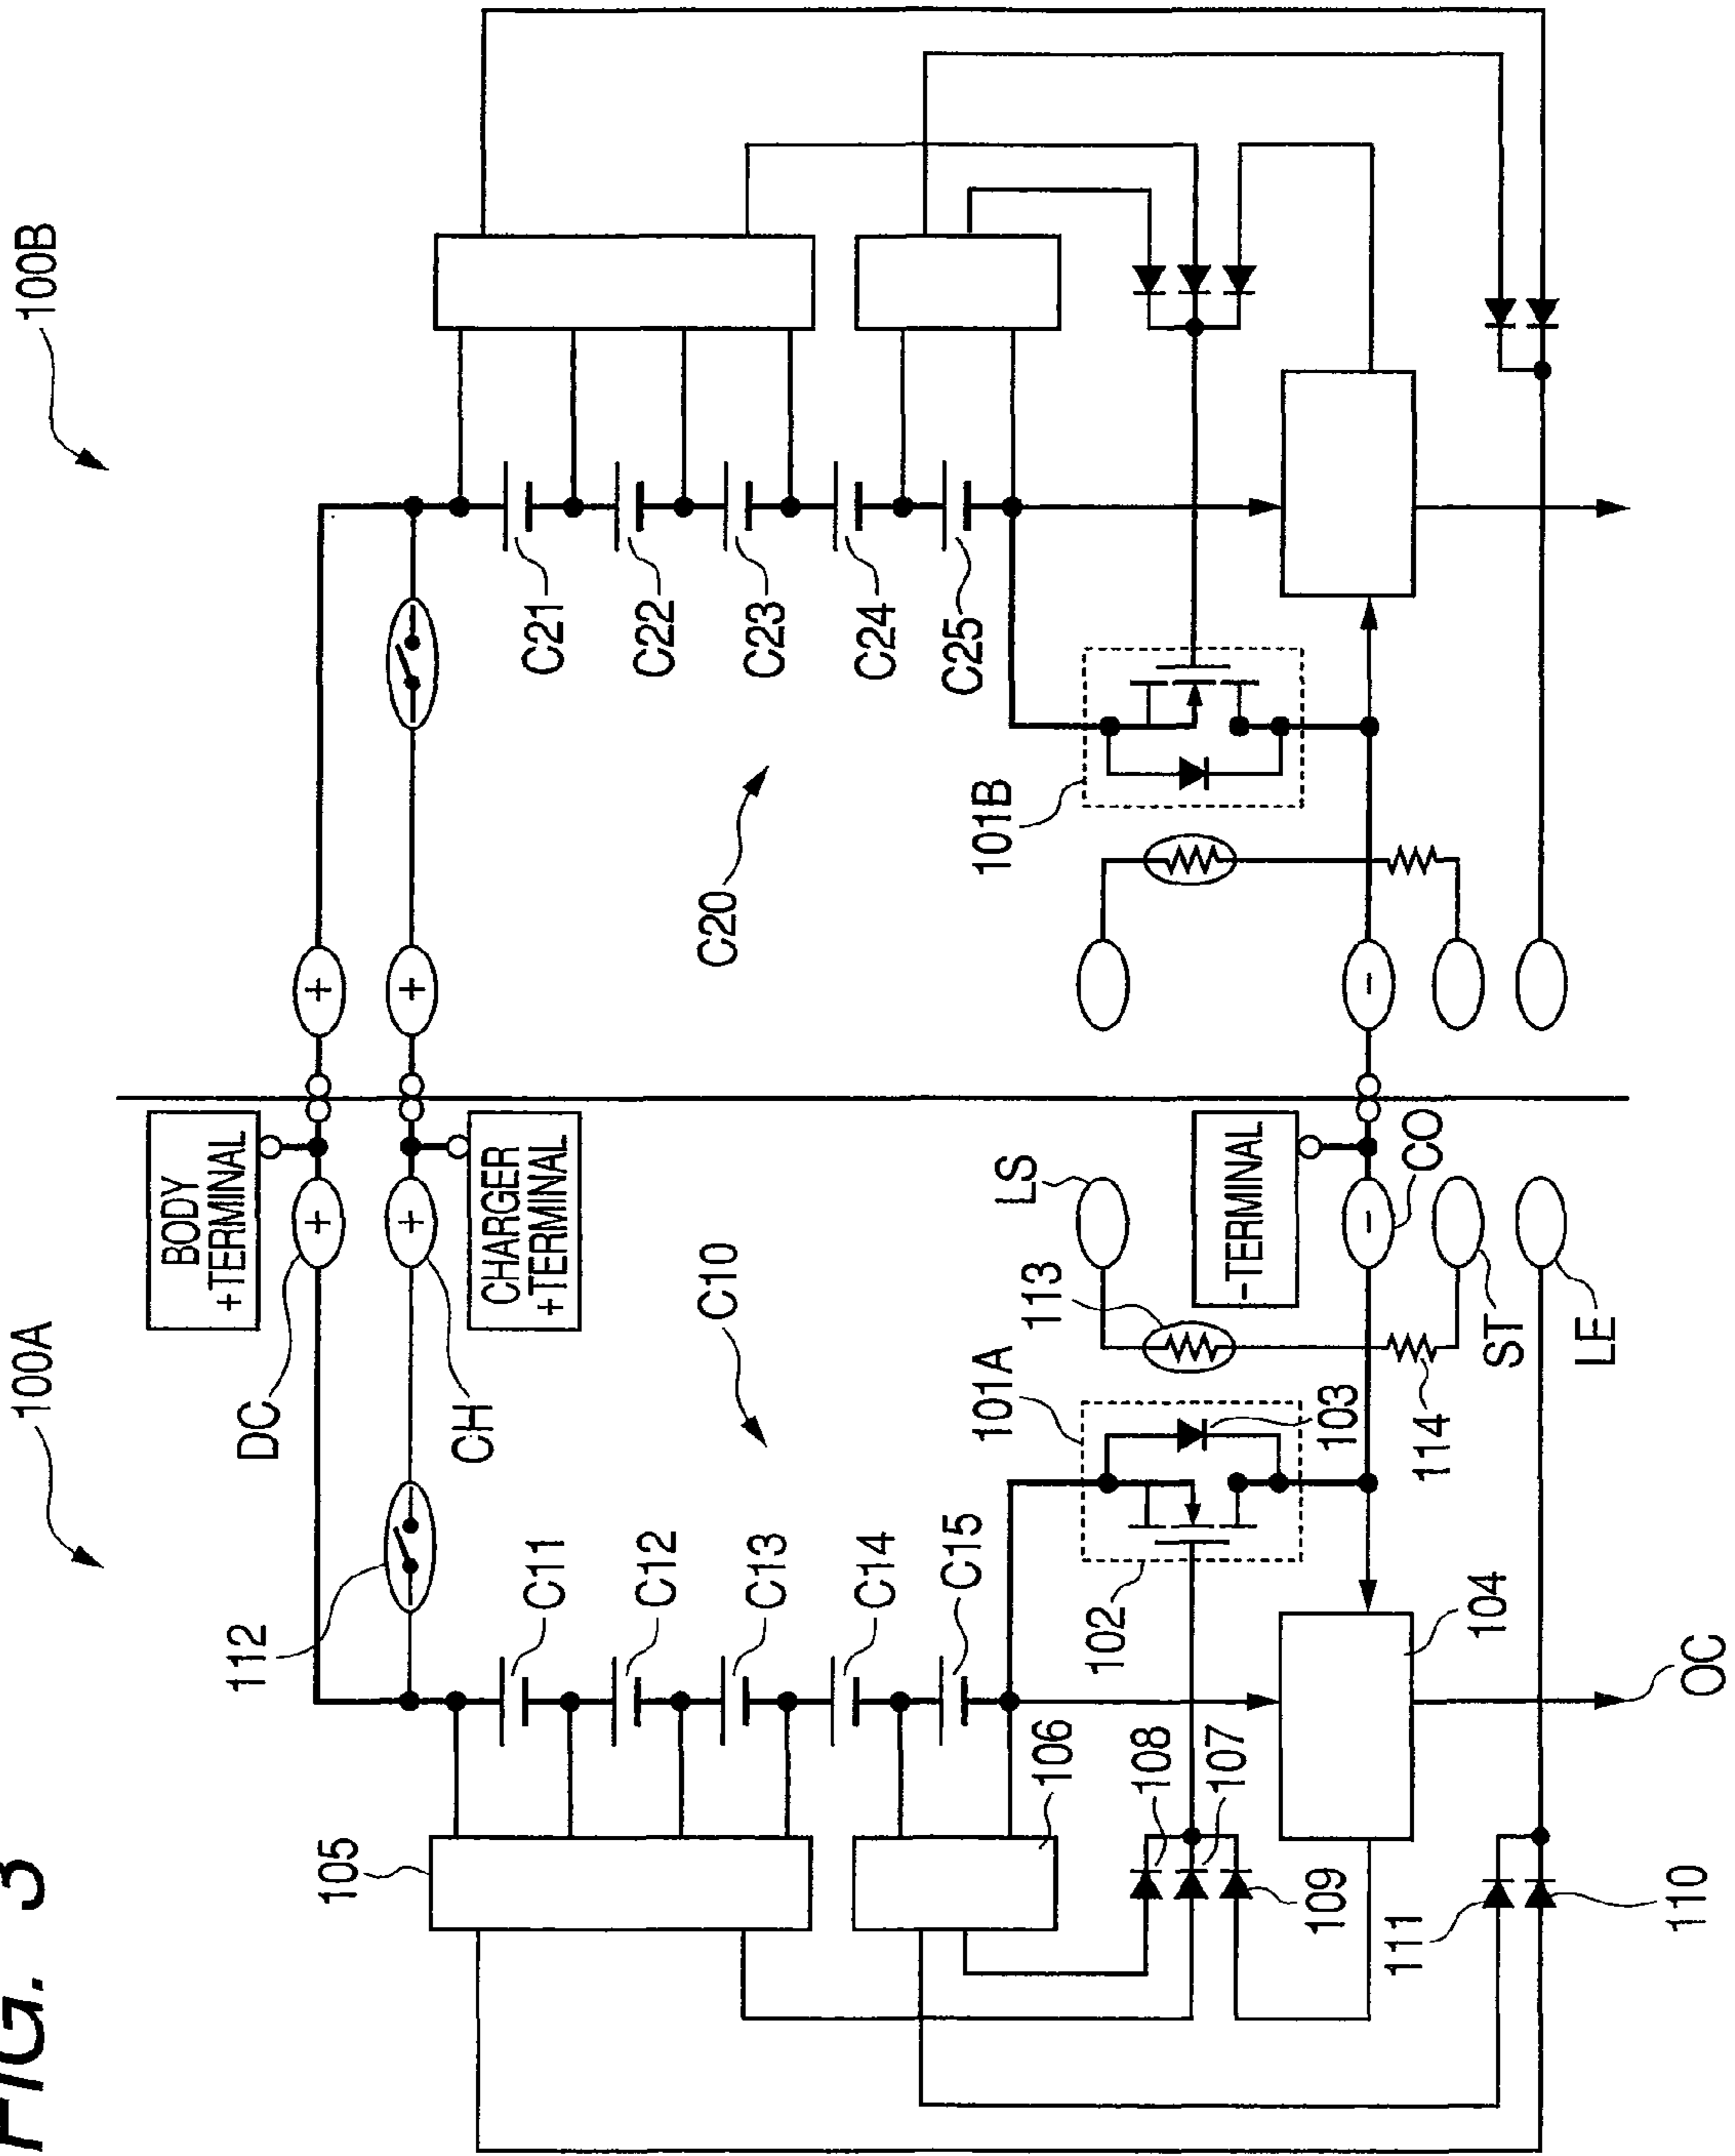 FIG. 3
100A
100B
BODY
+TERMINAL
DC
+
+
CHARGER
+TERMINAL
CH
+
+
112
105
C11
C12
C13
C14
C15
C10
C20
C21
C22
C23
C24
C25
106
LS
113
101A
101B
102
103
-TERMINAL
-
-
CO
108
107
109
104
114
ST
LE
111
110
OC